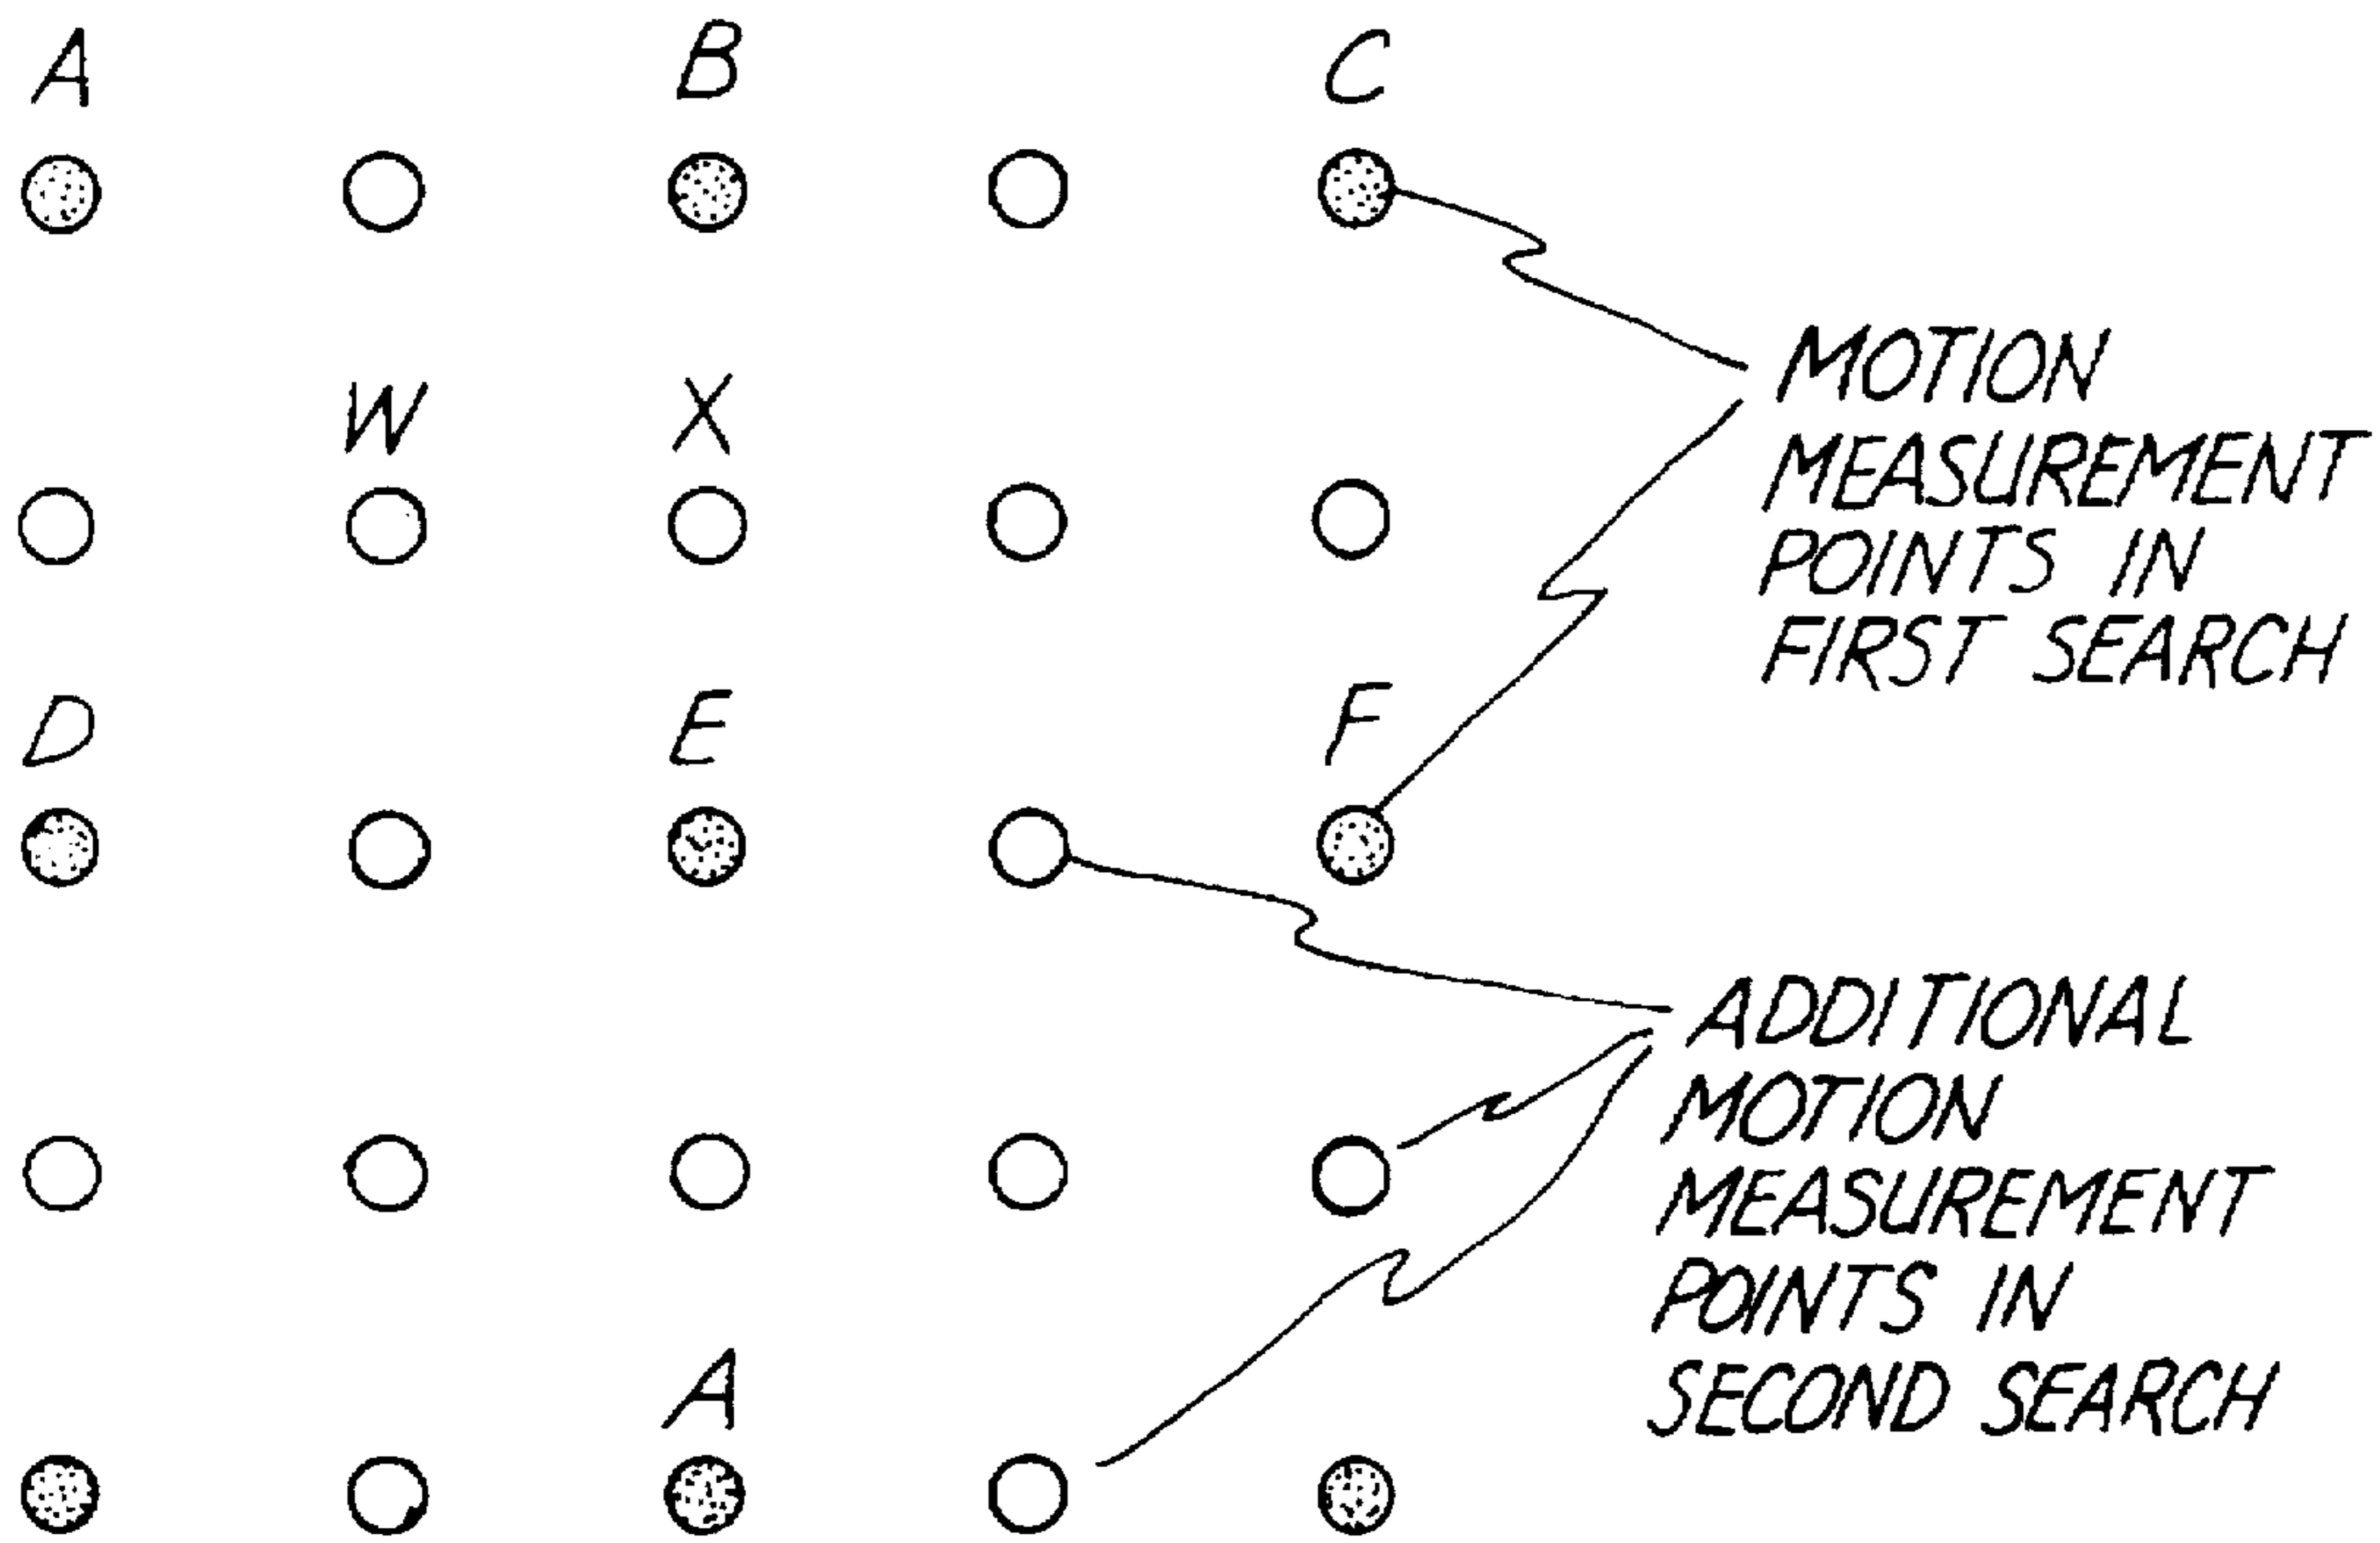 A B C
W X
MOTION
MEASUREMENT
POINTS IN
FIRST SEARCH
D E F
ADDITIONAL
MOTION
MEASUREMENT
POINTS IN
SECOND SEARCH
A